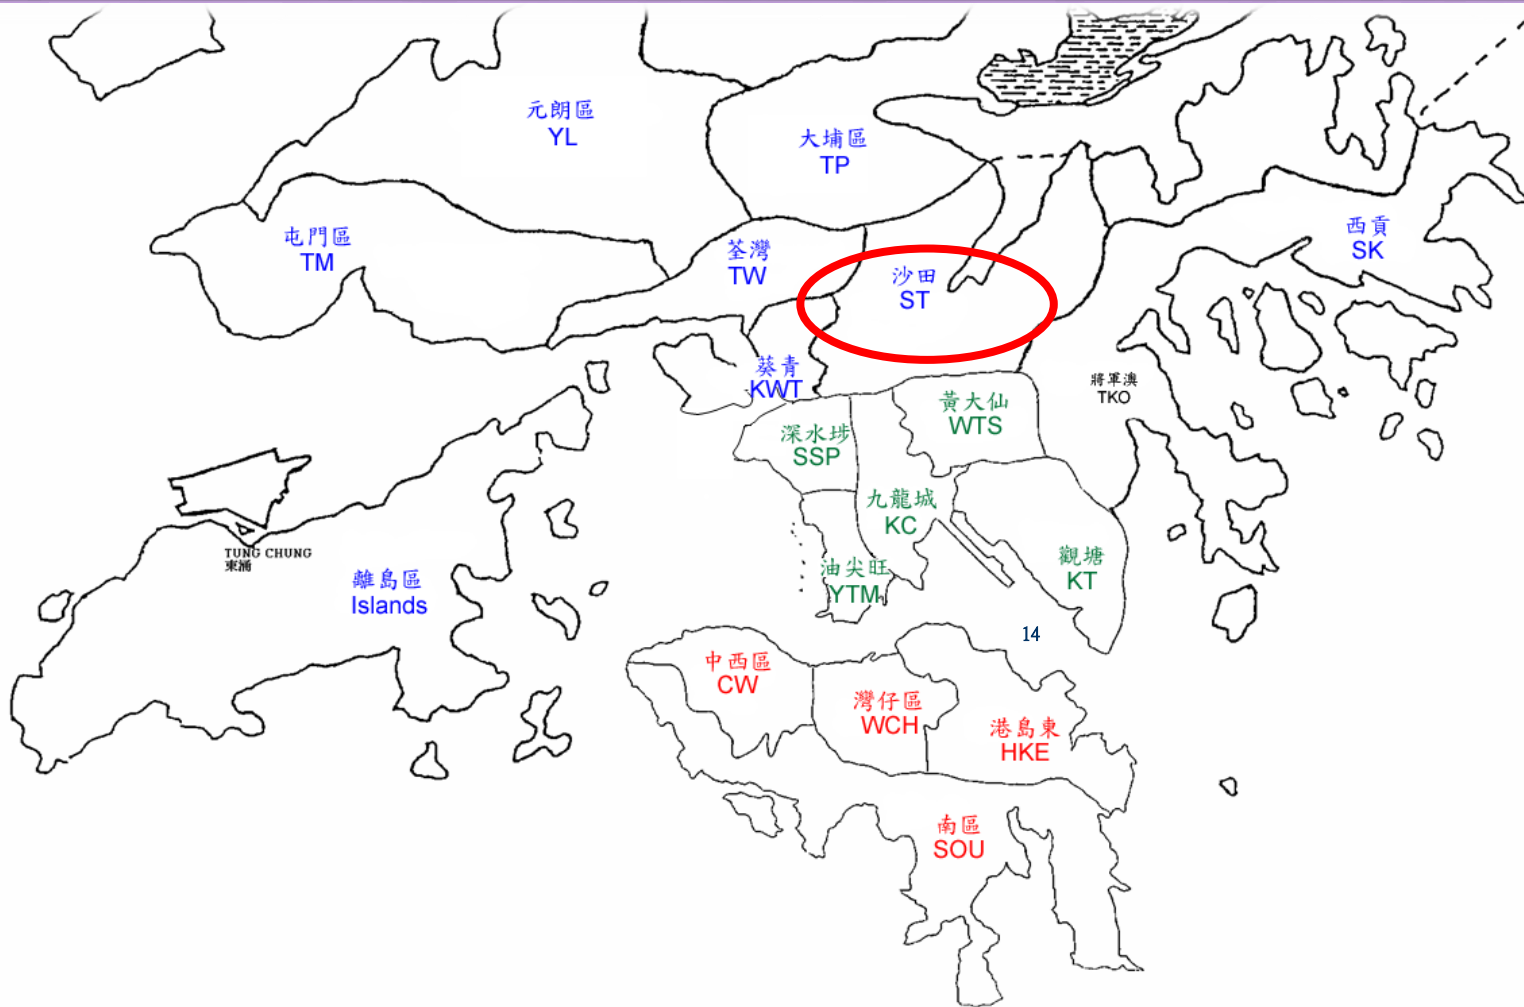 元朗區
YL
大埔區
TP
屯門區
TM
荃灣
TW
沙田
ST
西貢
SK
葵青
KWT
將軍澳
TKO
黃大仙
WTS
深水埗
SSP
九龍城
KC
TUNG CHUNG
東涌
離島區
Islands
油尖旺
YTM
觀塘
KT
14
中西區
CW
灣仔區
WCH
港島東
HKE
南區
SOU